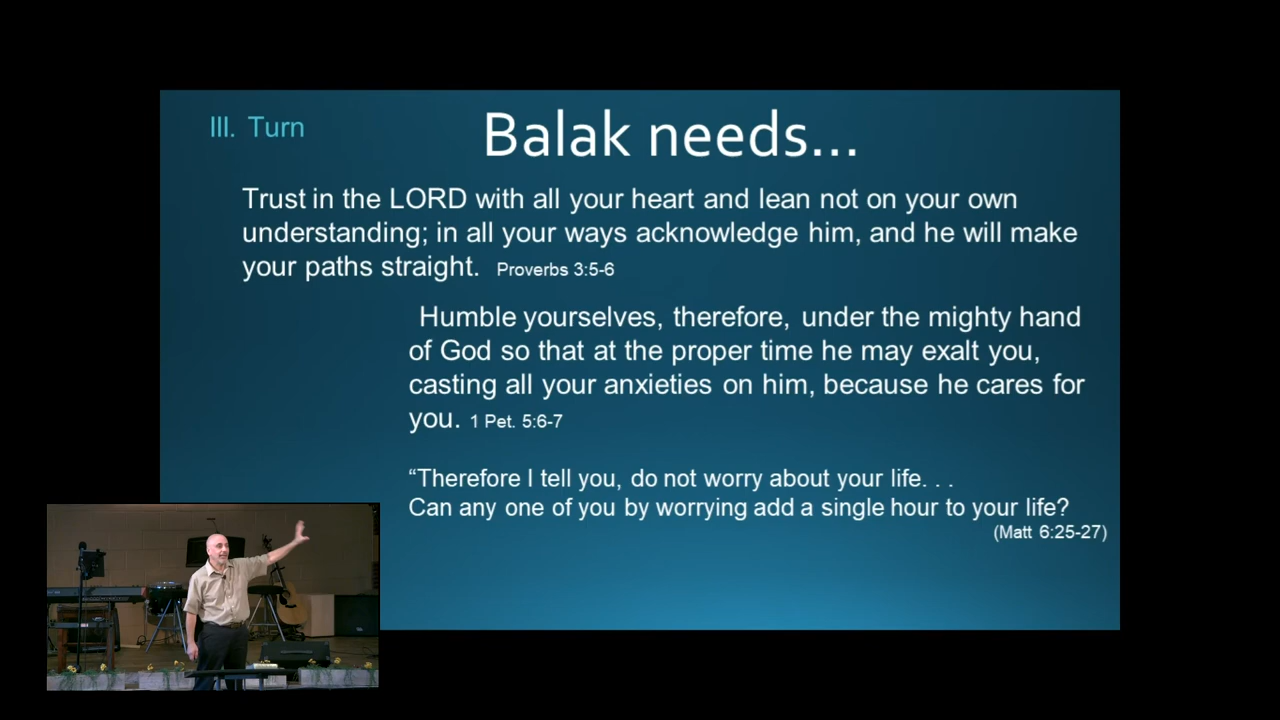 III. Turn
Balak needs...
Trust in the LORD with all your heart and lean not on your own
understanding; in all your ways acknowledge him, and he will make
your paths straight. Proverbs 3:5-6
Humble yourselves, therefore, under the mighty hand
of God so that at the proper time he may exalt you,
casting all your anxieties on him, because he cares for
you. 1 Pet. 5:6-7
“Therefore I tell you, do not worry about your life. . .
Can any one of you by worrying add a single hour to your life?
(Matt 6:25-27)